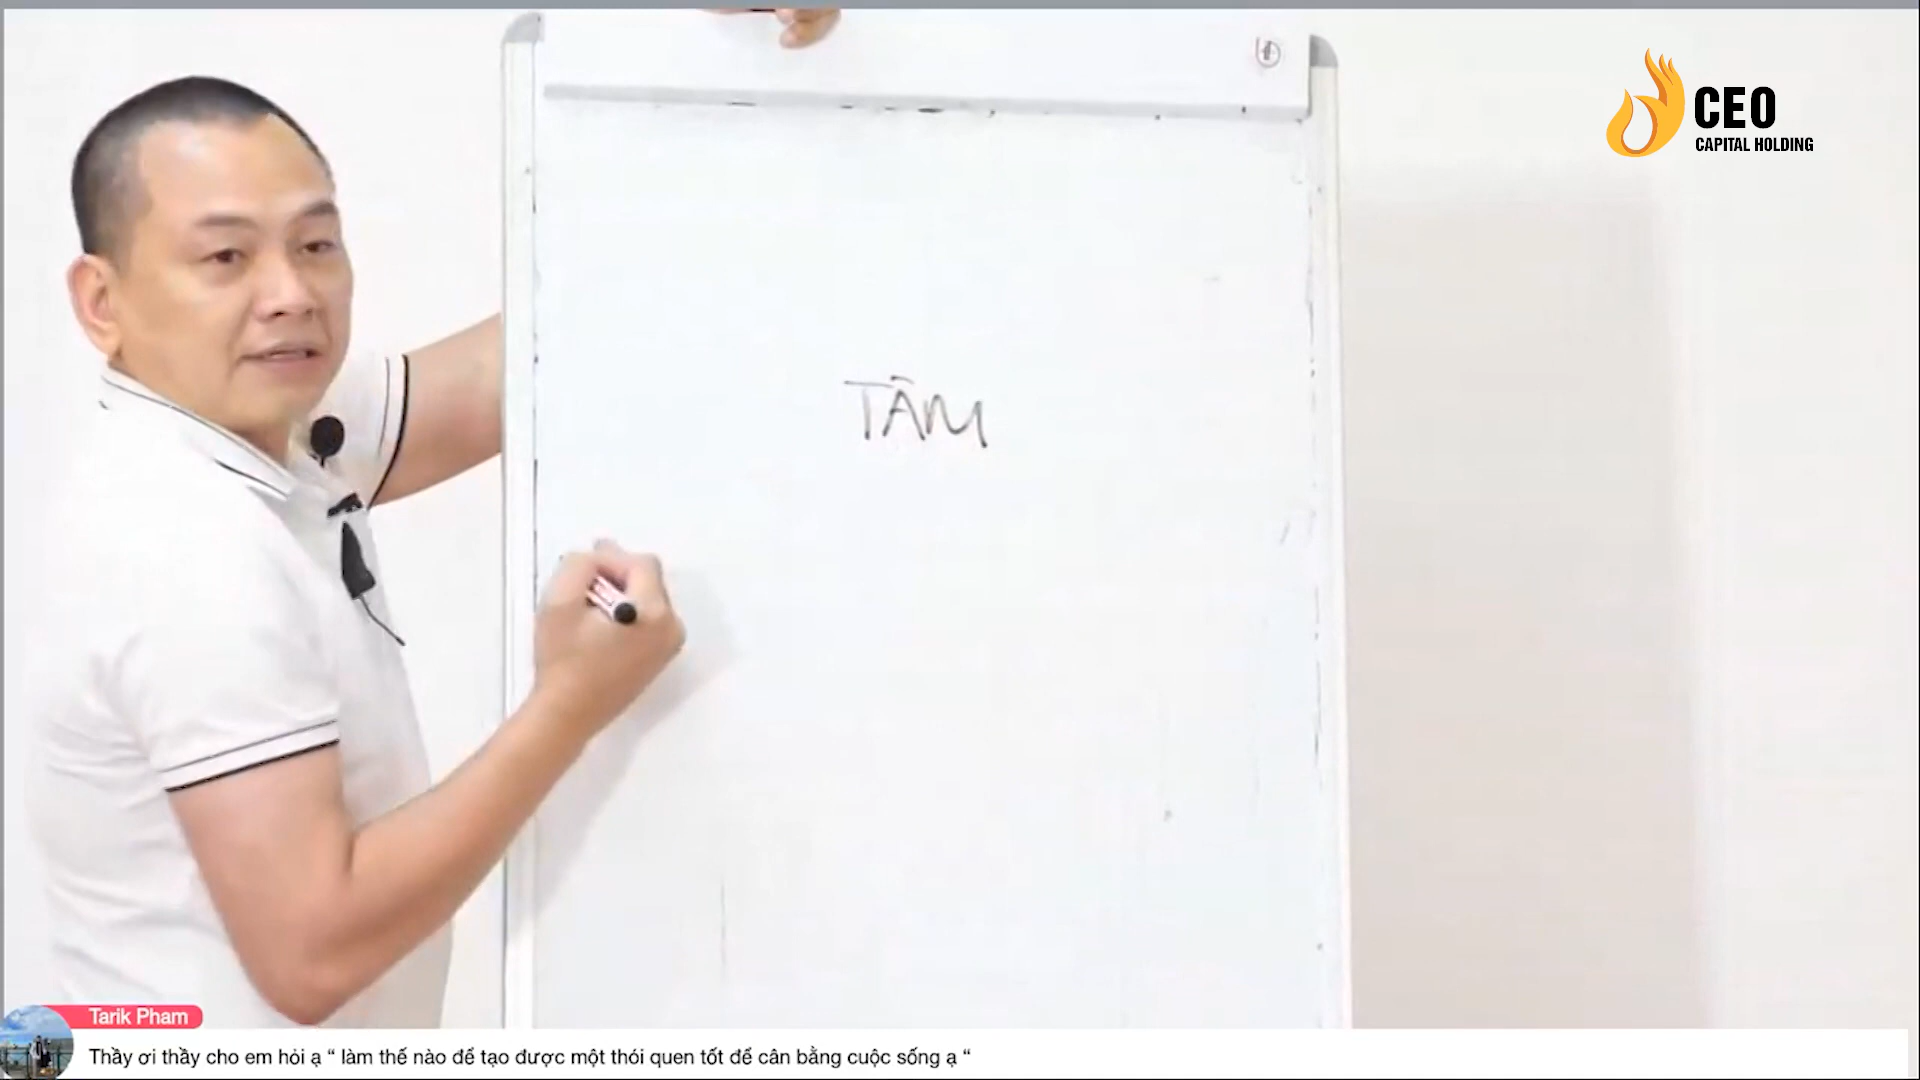 CEO
CAPITAL HOLDING
TÂM
Tarik Pham
Thầy ơi thầy cho em hỏi ạ “ làm thế nào để tạo được một thói quen tốt để cân bằng cuộc sống ạ “